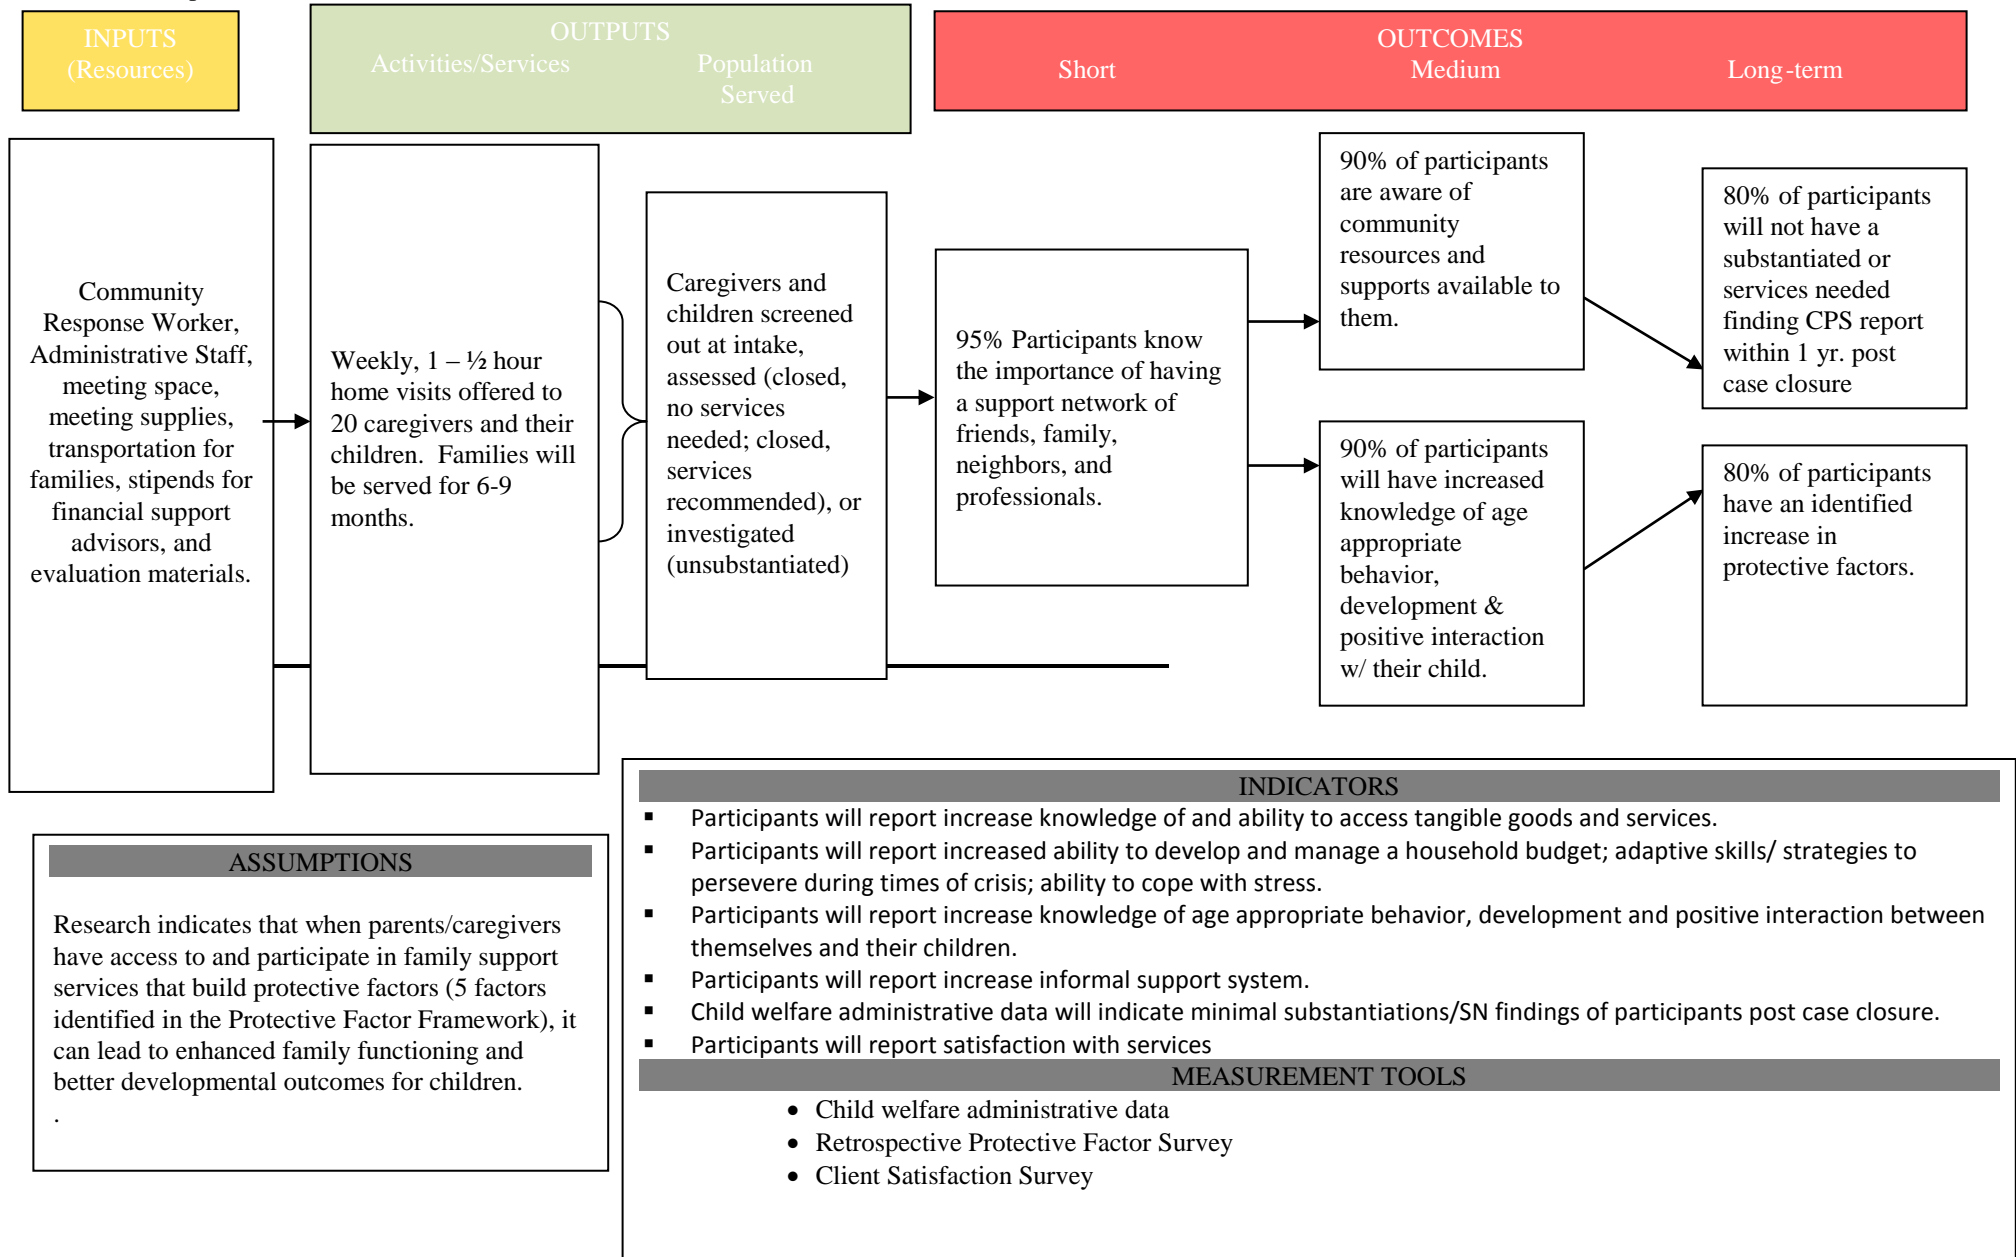 INPUTS
(Resources)
OUTPUTS
Activities/Services
Population
Served
OUTCOMES
Short
Medium
Long-term
Community
Response Worker,
Administrative Staff,
meeting space,
meeting supplies,
transportation for
families, stipends for
financial support
advisors, and
evaluation materials.
Weekly, 1 – ½ hour
home visits offered to
20 caregivers and their
children.  Families will
be served for 6-9
months.
Caregivers and
children screened
out at intake,
assessed (closed,
no services
needed; closed,
services
recommended), or
investigated
(unsubstantiated)
95% Participants know
the importance of having
a support network of
friends, family,
neighbors, and
professionals.
90% of participants
are aware of
community
resources and
supports available to
them.
90% of participants
will have increased
knowledge of age
appropriate
behavior,
development &
positive interaction
w/ their child.
80% of participants
will not have a
substantiated or
services needed
finding CPS report
within 1 yr. post
case closure
80% of participants
have an identified
increase in
protective factors.
ASSUMPTIONS
Research indicates that when parents/caregivers
have access to and participate in family support
services that build protective factors (5 factors
identified in the Protective Factor Framework), it
can lead to enhanced family functioning and
better developmental outcomes for children.
.
INDICATORS
▪ Participants will report increase knowledge of and ability to access tangible goods and services.
▪ Participants will report increased ability to develop and manage a household budget; adaptive skills/ strategies to
persevere during times of crisis; ability to cope with stress.
▪ Participants will report increase knowledge of age appropriate behavior, development and positive interaction between
themselves and their children.
▪ Participants will report increase informal support system.
▪ Child welfare administrative data will indicate minimal substantiations/SN findings of participants post case closure.
▪ Participants will report satisfaction with services
MEASUREMENT TOOLS
• Child welfare administrative data
• Retrospective Protective Factor Survey
• Client Satisfaction Survey